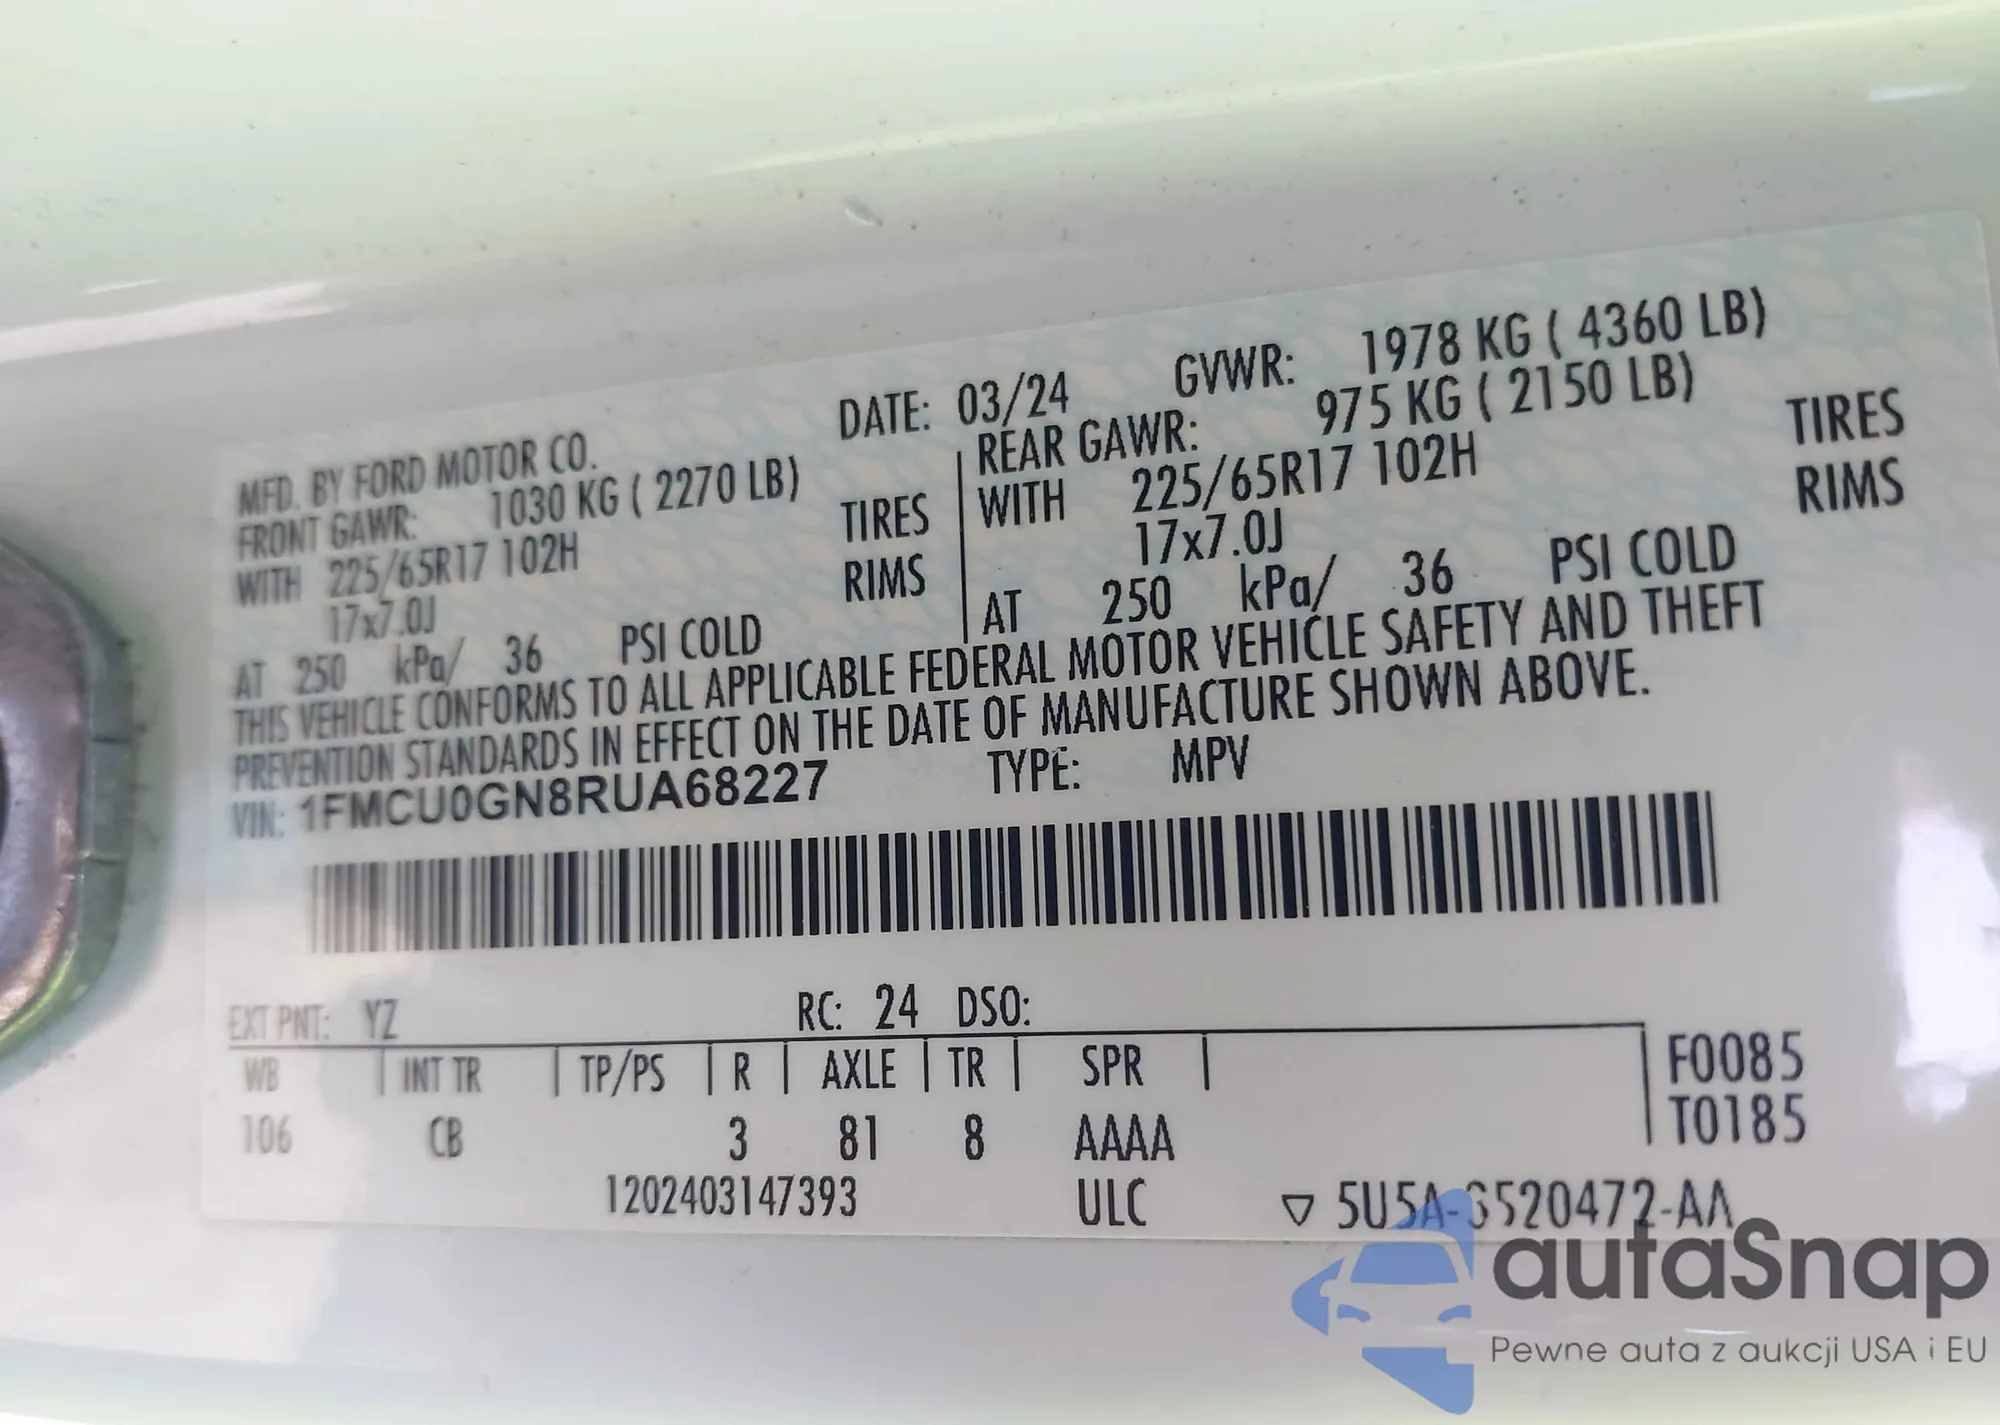 MFD. BY FORD MOTOR CO. DATE: 03/24 GVWR: 1978 KG ( 4360 LB)
FRONT GAWR: 1030 KG ( 2270 LB)
WITH 225/65R17 102H TIRES
17x7.0J RIMS
AT 250 kPa/ 36 PSI COLD
REAR GAWR: 975 KG ( 2150 LB)
WITH 225/65R17 102H TIRES
17x7.0J RIMS
AT 250 kPa/ 36 PSI COLD
THIS VEHICLE CONFORMS TO ALL APPLICABLE FEDERAL MOTOR VEHICLE SAFETY AND THEFT
PREVENTION STANDARDS IN EFFECT ON THE DATE OF MANUFACTURE SHOWN ABOVE.
VIN: 1FMCU0GN8RUA68227 TYPE: MPV
EXT PNT: YZ RC: 24 DSO:
WB INT TR TP/PS R AXLE TR SPR F0085
106 CB 3 81 8 AAAA T0185
1202403147393 ULC ▽ 5U5A-3520472-AA
autaSnap
Pewne auta z aukcji USA i EU